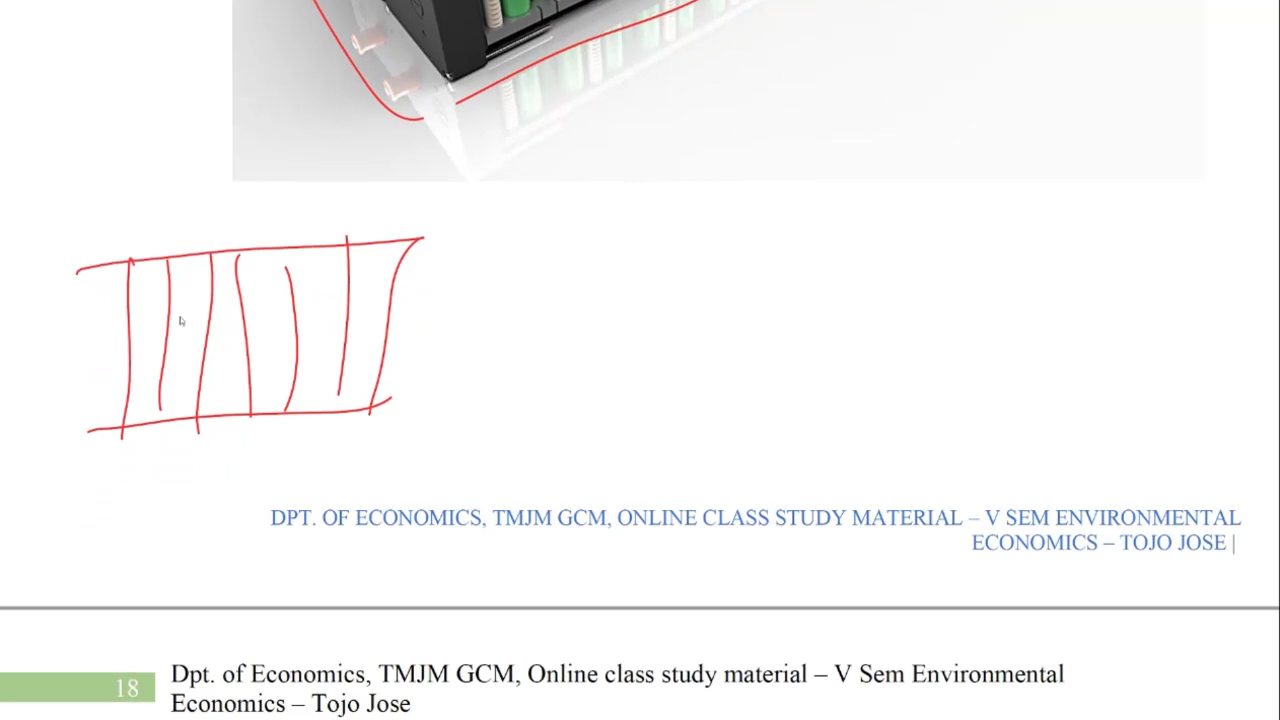 DPT. OF ECONOMICS, TMJM GCM, ONLINE CLASS STUDY MATERIAL – V SEM ENVIRONMENTAL
ECONOMICS – TOJO JOSE |
18
Dpt. of Economics, TMJM GCM, Online class study material – V Sem Environmental
Economics – Tojo Jose